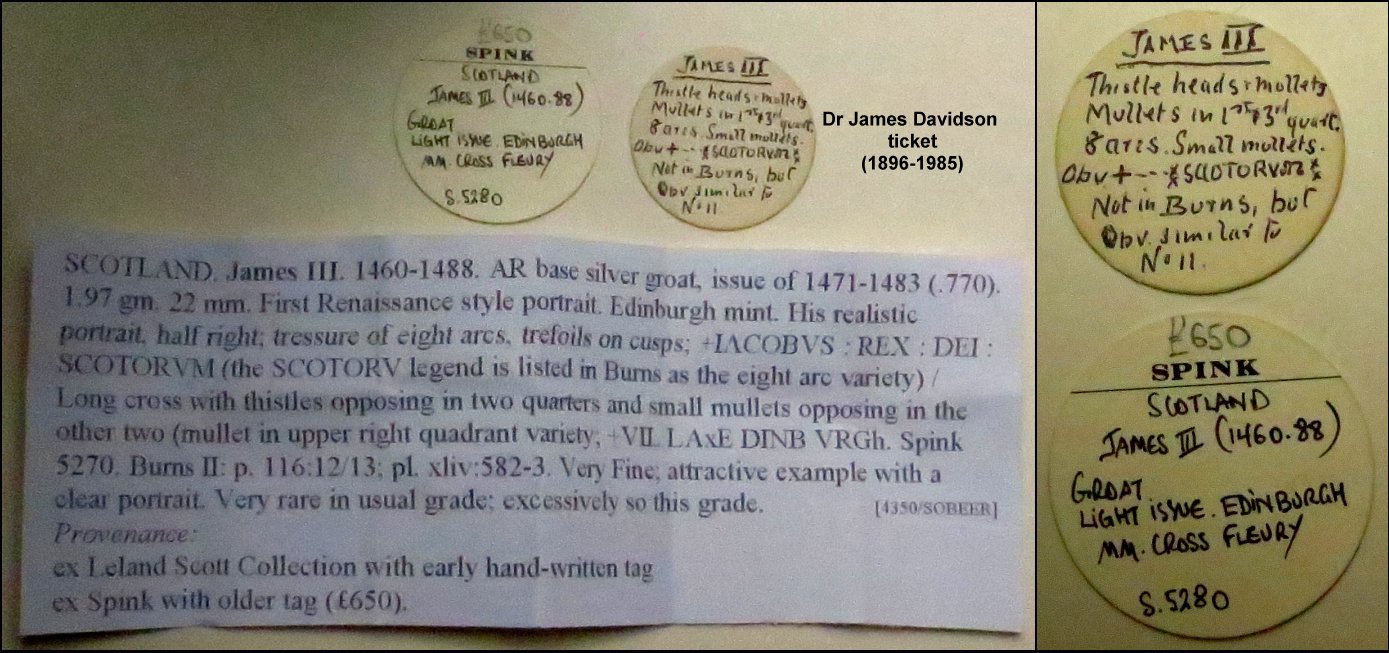 £650
SPINK
SCOTLAND
JAMES III (1460-88)
GROAT
LIGHT ISSUE. EDINBURGH
MM. CROSS FLEURY
S.5280
JAMES III
Thistle heads & mullets
Mullets in 1st & 3rd quart.
8 arcs. Small mullets.
Obv + -- *SCOTORVM*
Not in Burns, but
Obv. similar to
No 11
Dr James Davidson
ticket
(1896-1985)
SCOTLAND. James III. 1460-1488. AR base silver groat, issue of 1471-1483 (.770).
1.97 gm. 22 mm. First Renaissance style portrait. Edinburgh mint. His realistic
portrait, half right; tressure of eight arcs, trefoils on cusps; +IACOBVS : REX : DEI :
SCOTORVM (the SCOTORV legend is listed in Burns as the eight arc variety) /
Long cross with thistles opposing in two quarters and small mullets opposing in the
other two (mullet in upper right quadrant variety; +VIL LAxE DINB VRGh. Spink
5270. Burns II: p. 116:12/13; pl. xliv:582-3. Very Fine; attractive example with a
clear portrait. Very rare in usual grade; excessively so this grade. [4350/SOBEER]
Provenance:
ex Leland Scott Collection with early hand-written tag
ex Spink with older tag (£650).
JAMES III
Thistle heads & mullets
Mullets in 1st & 3rd quart.
8 arcs. Small mullets.
Obv + -- *SCOTORVM*
Not in Burns, but
Obv. similar to
No 11.
£650
SPINK
SCOTLAND
JAMES III (1460-88)
GROAT
LIGHT ISSUE. EDINBURGH
MM. CROSS FLEURY
S.5280